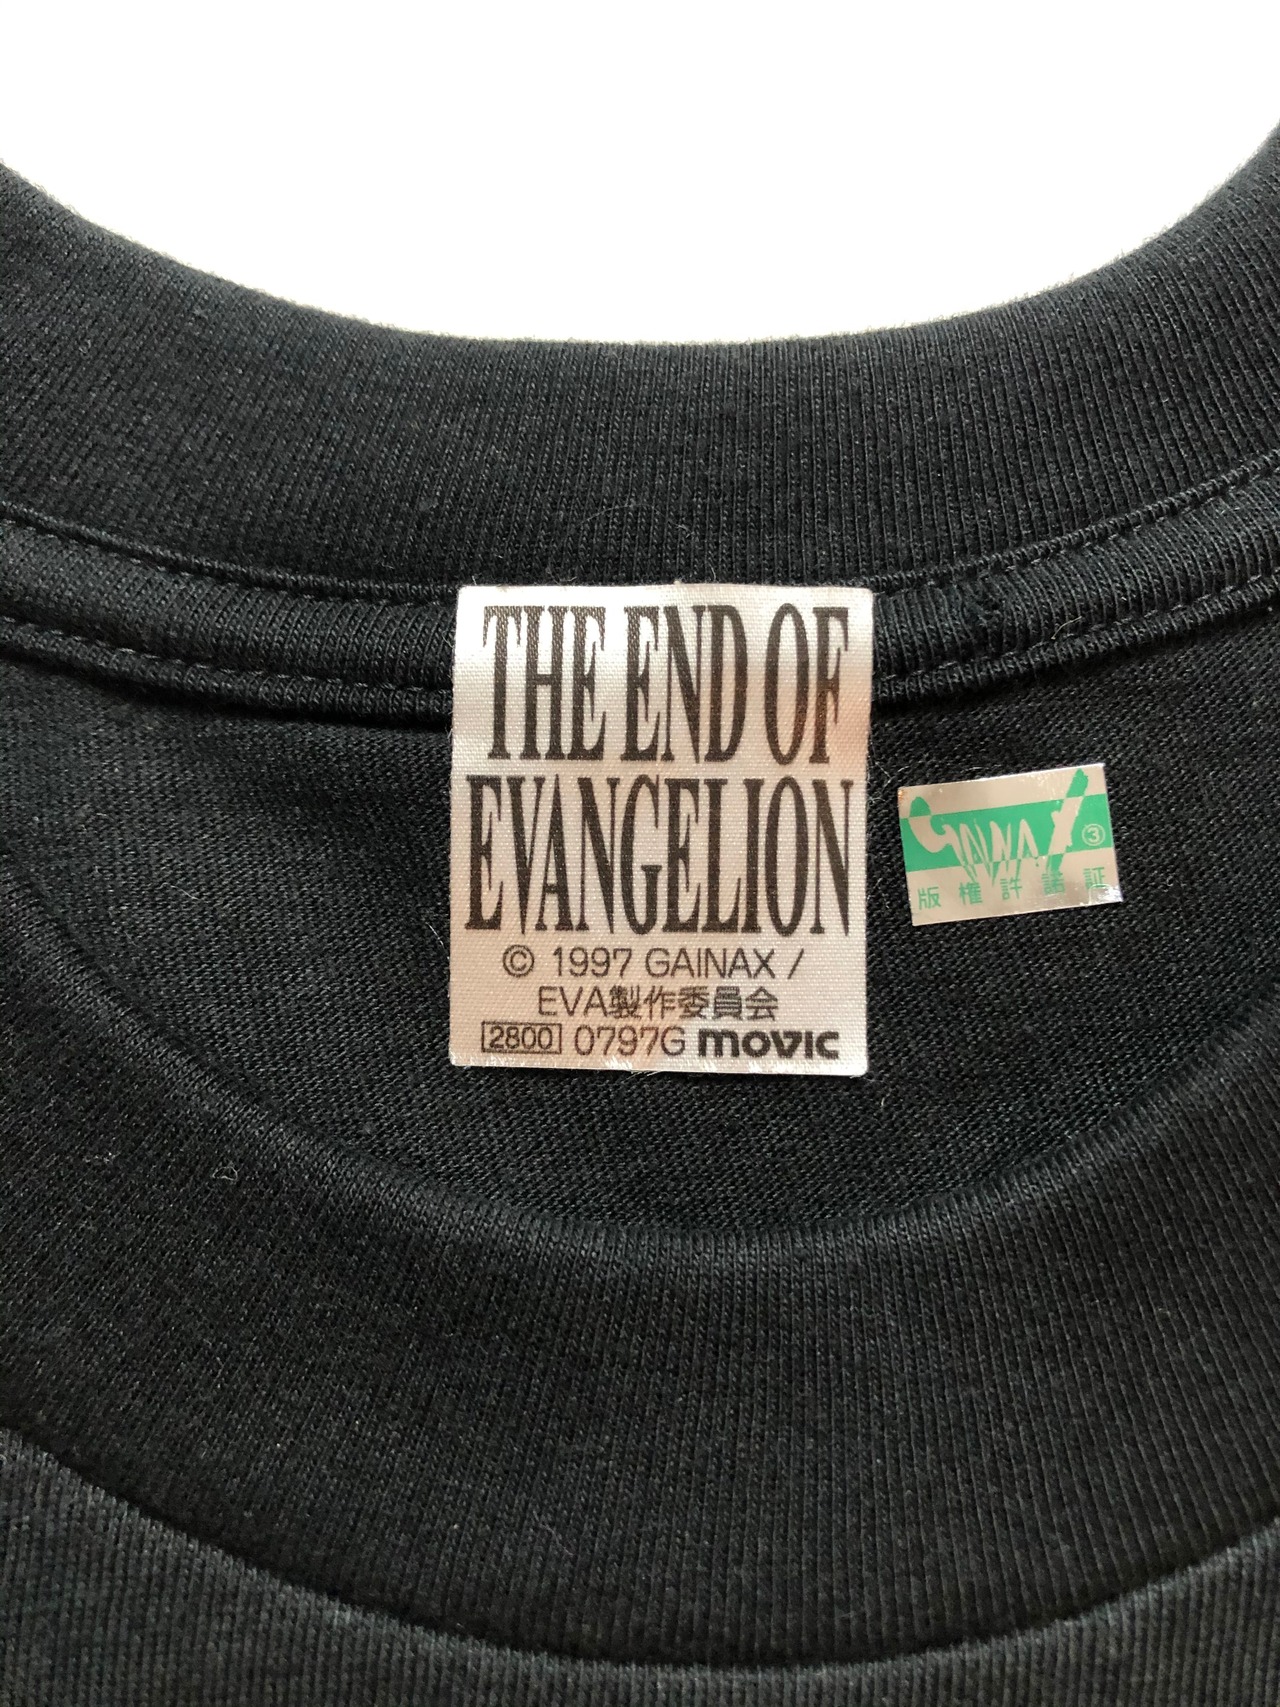 THE END OF
EVANGELION
© 1997 GAINAX /
EVA製作委員会
2800 0797G movic
GAINAX ③
版権許諾証